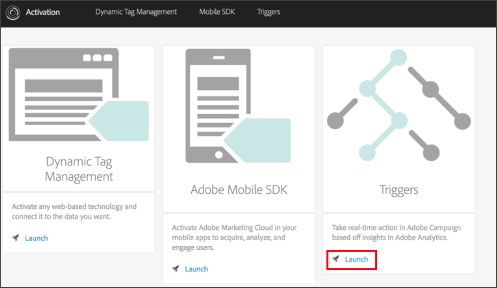 Activation Dynamic Tag Management Mobile SDK Triggers
Dynamic Tag
Management
Activate any web-based technology and
connect it to the data you want.
Launch
Adobe Mobile SDK
Activate Adobe Marketing Cloud in your
mobile apps to acquire, analyze, and
engage users.
Launch
Triggers
Take real-time action in Adobe Campaign
based off insights in Adobe Analytics.
Launch